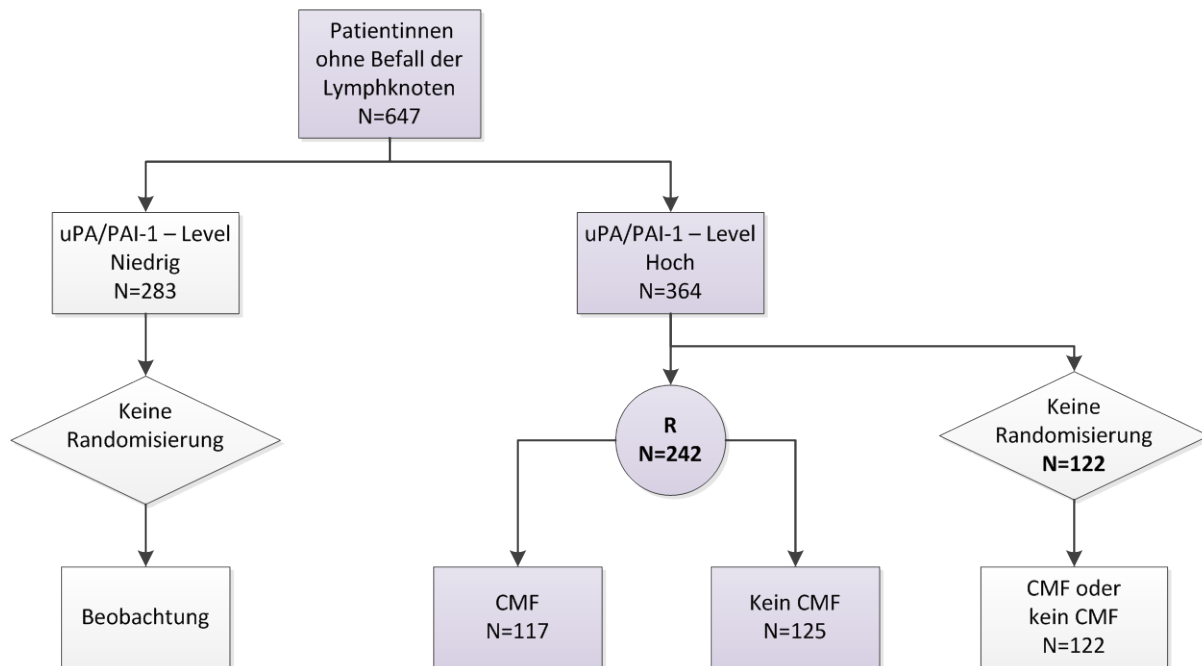 Patientinnen
ohne Befall der
Lymphknoten
N=647
uPA/PAI-1 – Level
Niedrig
N=283
uPA/PAI-1 – Level
Hoch
N=364
Keine
Randomisierung
R
N=242
Keine
Randomisierung
N=122
Beobachtung
CMF
N=117
Kein CMF
N=125
CMF oder
kein CMF
N=122